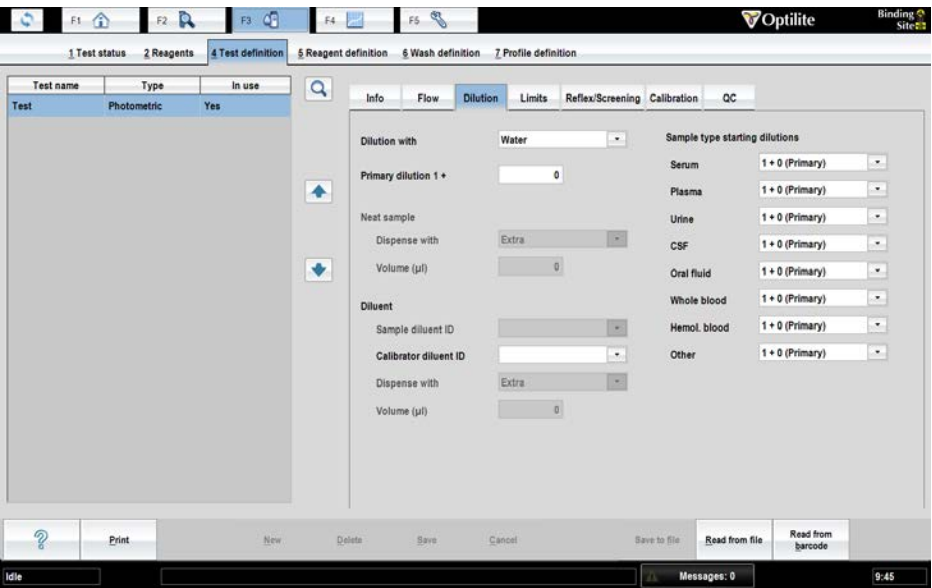 F1 F2 F3 F4 F5 Optilite Binding Site
1 Test status 2 Reagents 4 Test definition 5 Reagent definition 6 Wash definition 7 Profile definition
Test name Type In use
Test Photometric Yes
Info Flow Dilution Limits Reflex/Screening Calibration QC
Dilution with Water
Primary dilution 1 + 0
Neat sample
Dispense with Extra
Volume (µl) 0
Diluent
Sample diluent ID
Calibrator diluent ID
Dispense with Extra
Volume (µl) 0
Sample type starting dilutions
Serum 1 + 0 (Primary)
Plasma 1 + 0 (Primary)
Urine 1 + 0 (Primary)
CSF 1 + 0 (Primary)
Oral fluid 1 + 0 (Primary)
Whole blood 1 + 0 (Primary)
Hemol. blood 1 + 0 (Primary)
Other 1 + 0 (Primary)
? Print New Delete Save Cancel Save to file Read from file Read from barcode
Idle Messages: 0 9:45